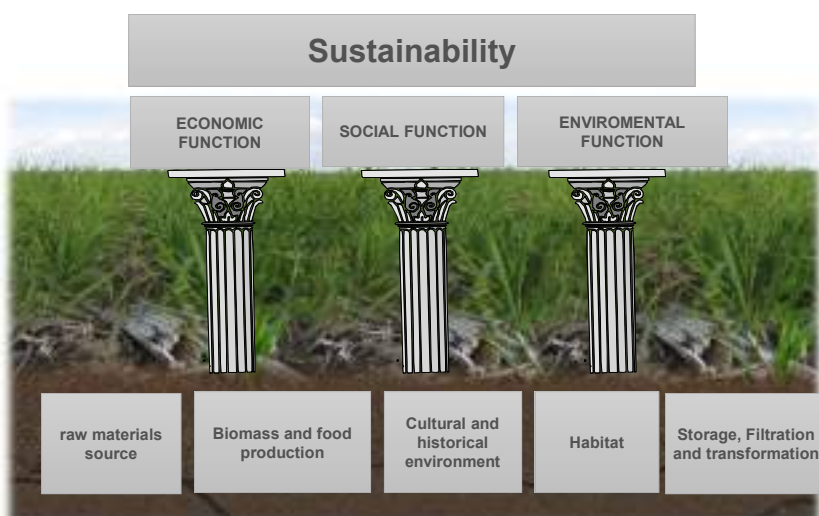 Sustainability
ECONOMIC
FUNCTION
SOCIAL FUNCTION
ENVIROMENTAL
FUNCTION
raw materials
source
Biomass and food
production
Cultural and
historical
environment
Habitat
Storage, Filtration
and transformation